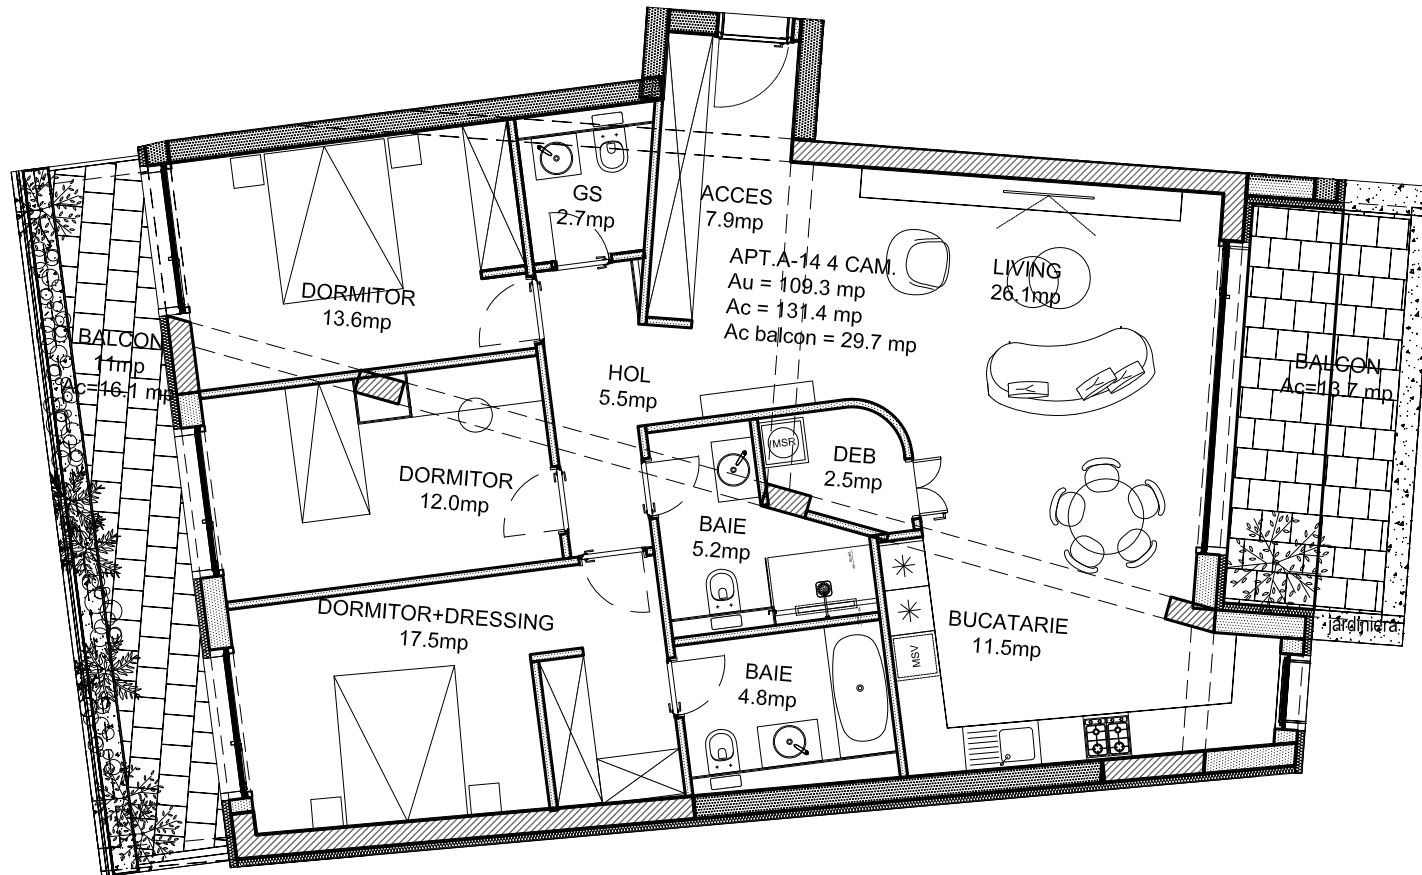 GS
2.7mp
ACCES
7.9mp
APT.A-14 4 CAM.
Au = 109.3 mp
Ac = 131.4 mp
Ac balcon = 29.7 mp
LIVING
26.1mp
DORMITOR
13.6mp
BALCON
11mp
Ac=16.1 mp
HOL
5.5mp
BALCON
Ac=13.7 mp
MSR
DEB
2.5mp
DORMITOR
12.0mp
BAIE
5.2mp
DORMITOR+DRESSING
17.5mp
BUCATARIE
11.5mp
jardiniera
MSV
BAIE
4.8mp